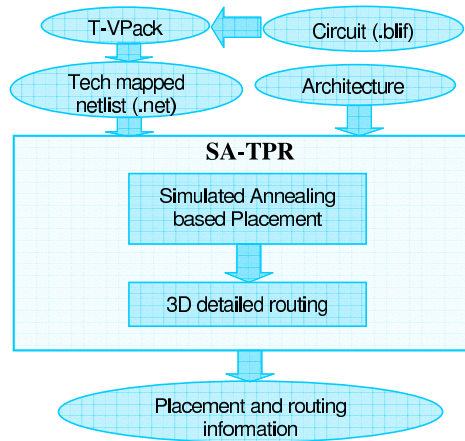 T-VPack
Circuit (.blif)
Tech mapped
netlist (.net)
Architecture
SA-TPR
Simulated Annealing
based Placement
3D detailed routing
Placement and routing
information